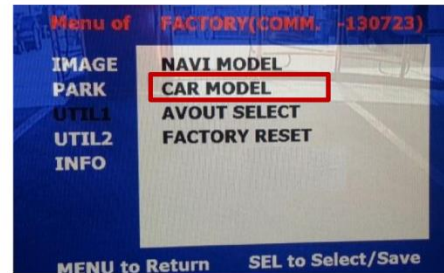 Menu of FACTORY(COMM. -130723)
IMAGE NAVI MODEL
PARK CAR MODEL
UTIL1 AVOUT SELECT
UTIL2 FACTORY RESET
INFO
MENU to Return SEL to Select/Save